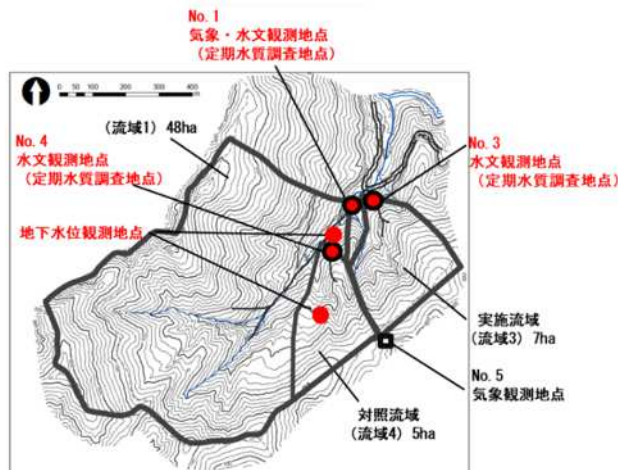 No.1
気象・水文観測地点
(定期水質調査地点)
0 50 100 200 300 400
(流域1) 48ha
No.4
水文観測地点
(定期水質調査地点)
No.3
水文観測地点
(定期水質調査地点)
地下水位観測地点
実施流域
(流域3) 7ha
No.5
気象観測地点
対照流域
(流域4) 5ha